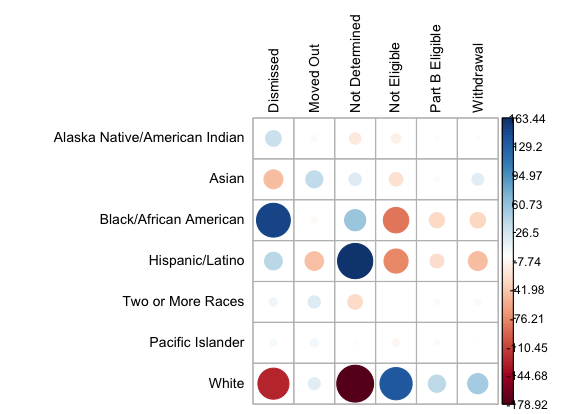 Dismissed
Moved Out
Not Determined
Not Eligible
Part B Eligible
Withdrawal
Alaska Native/American Indian
Asian
Black/African American
Hispanic/Latino
Two or More Races
Pacific Islander
White
163.44
129.2
94.97
60.73
26.5
-7.74
-41.98
-76.21
-110.45
-144.68
-178.92